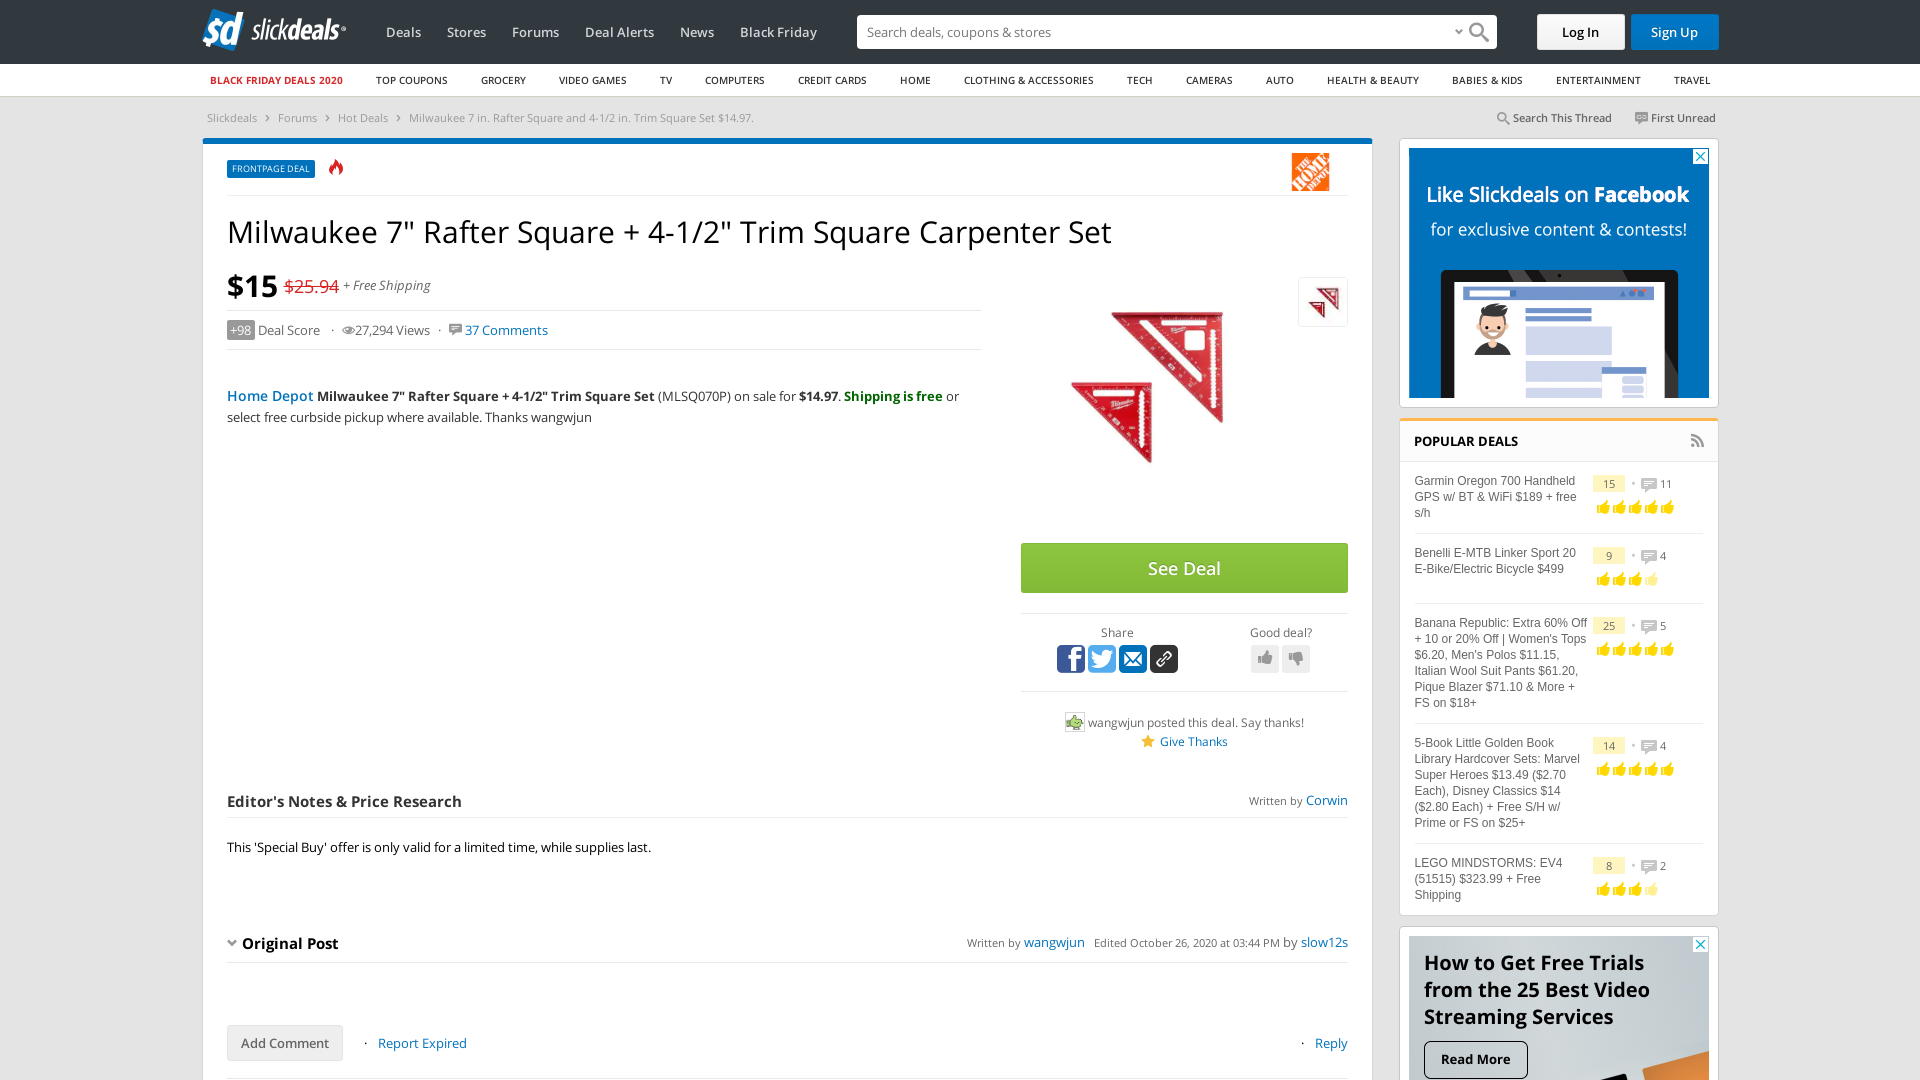 sd slickdeals
Deals Stores Forums Deal Alerts News Black Friday
Search deals, coupons & stores
Log In Sign Up
BLACK FRIDAY DEALS 2020 TOP COUPONS GROCERY VIDEO GAMES TV COMPUTERS CREDIT CARDS HOME CLOTHING & ACCESSORIES TECH CAMERAS AUTO HEALTH & BEAUTY BABIES & KIDS ENTERTAINMENT TRAVEL
Slickdeals Forums Hot Deals Milwaukee 7 in. Rafter Square and 4-1/2 in. Trim Square Set $14.97.
Search This Thread First Unread
FRONTPAGE DEAL
THE HOME DEPOT
Milwaukee 7" Rafter Square + 4-1/2" Trim Square Carpenter Set
$15 $25.94 + Free Shipping
+98 Deal Score · 27,294 Views · 37 Comments
Home Depot Milwaukee 7" Rafter Square + 4-1/2" Trim Square Set (MLSQ070P) on sale for $14.97. Shipping is free or
select free curbside pickup where available. Thanks wangwjun
See Deal
Share
Good deal?
wangwjun posted this deal. Say thanks!
Give Thanks
Editor's Notes & Price Research
Written by Corwin
This 'Special Buy' offer is only valid for a limited time, while supplies last.
Original Post
Written by wangwjun Edited October 26, 2020 at 03:44 PM by slow12s
Add Comment · Report Expired
· Reply
Like Slickdeals on Facebook
for exclusive content & contests!
POPULAR DEALS
Garmin Oregon 700 Handheld
GPS w/ BT & WiFi $189 + free
s/h
15 • 11
Benelli E-MTB Linker Sport 20
E-Bike/Electric Bicycle $499
9 • 4
Banana Republic: Extra 60% Off
+ 10 or 20% Off | Women's Tops
$6.20, Men's Polos $11.15,
Italian Wool Suit Pants $61.20,
Pique Blazer $71.10 & More +
FS on $18+
25 • 5
5-Book Little Golden Book
Library Hardcover Sets: Marvel
Super Heroes $13.49 ($2.70
Each), Disney Classics $14
($2.80 Each) + Free S/H w/
Prime or FS on $25+
14 • 4
LEGO MINDSTORMS: EV4
(51515) $323.99 + Free
Shipping
8 • 2
How to Get Free Trials
from the 25 Best Video
Streaming Services
Read More